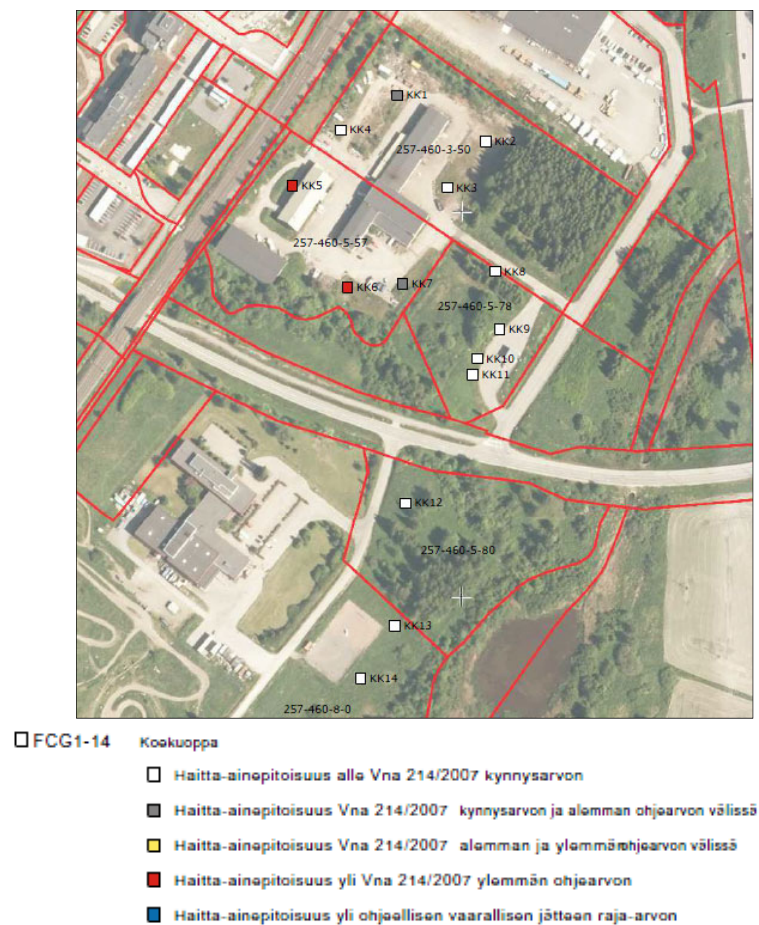 KK1
KK4
KK2
257-460-3-50
KK5
KK3
257-460-5-57
KK8
KK6
KK7
257-460-5-78
KK9
KK10
KK11
KK12
257-460-5-80
KK13
KK14
257-460-8-0
FCG1-14 Koekuoppa
Haitta-ainepitoisuus alle Vna 214/2007 kynnysarvon
Haitta-ainepitoisuus Vna 214/2007 kynnysarvon ja alemman ohjearvon välissä
Haitta-ainepitoisuus Vna 214/2007 alemman ja ylemmän ohjearvon välissä
Haitta-ainepitoisuus yli Vna 214/2007 ylemmän ohjearvon
Haitta-ainepitoisuus yli ohjeellisen vaarallisen jätteen raja-arvon